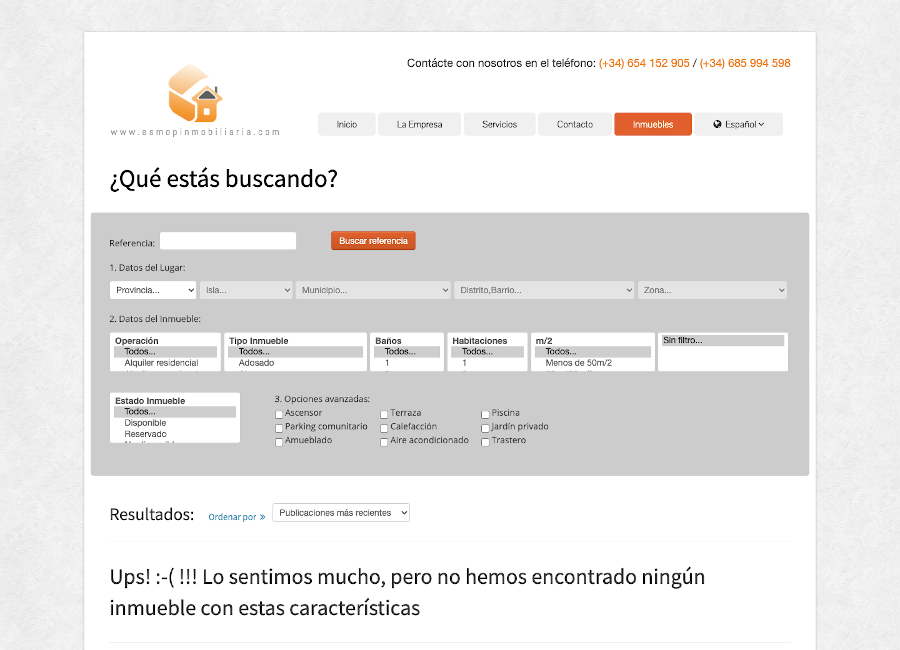 Contácte con nosotros en el teléfono: (+34) 654 152 905 / (+34) 685 994 598
www.esmopinmobiliaria.com
Inicio La Empresa Servicios Contacto Inmuebles Español
¿Qué estás buscando?
Referencia: Buscar referencia
1. Datos del Lugar:
Provincia... Isla... Municipio... Distrito,Barrio... Zona...
2. Datos del Inmueble:
Operación Tipo Inmueble Baños Habitaciones m/2 Sin filtro...
Todos... Todos... Todos... Todos... Todos...
Alquiler residencial Adosado 1 1 Menos de 50m/2
Estado Inmueble 3. Opciones avanzadas:
Todos... Ascensor Terraza Piscina
Disponible Parking comunitario Calefacción Jardín privado
Reservado Amueblado Aire acondicionado Trastero
Resultados: Ordenar por » Publicaciones más recientes
Ups! :-( !!! Lo sentimos mucho, pero no hemos encontrado ningún
inmueble con estas características